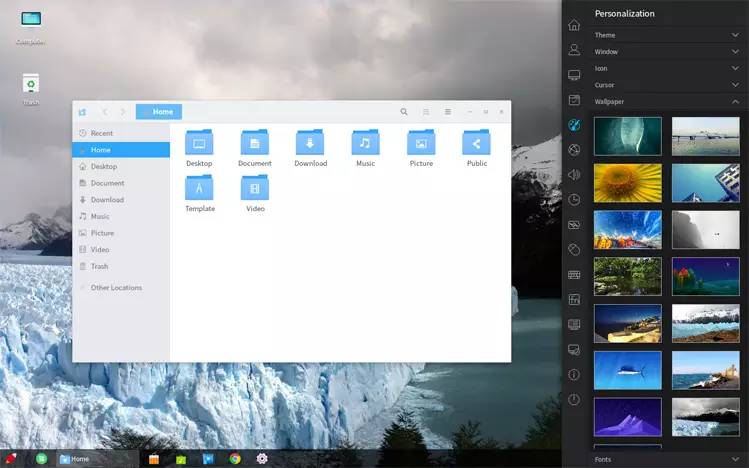 Computer
Trash
Home
Recent
Home
Desktop
Document
Download
Music
Picture
Video
Trash
Other Locations
Desktop
Document
Download
Music
Picture
Public
Template
Video
Personalization
Theme
Window
Icon
Cursor
Wallpaper
Fonts
Home